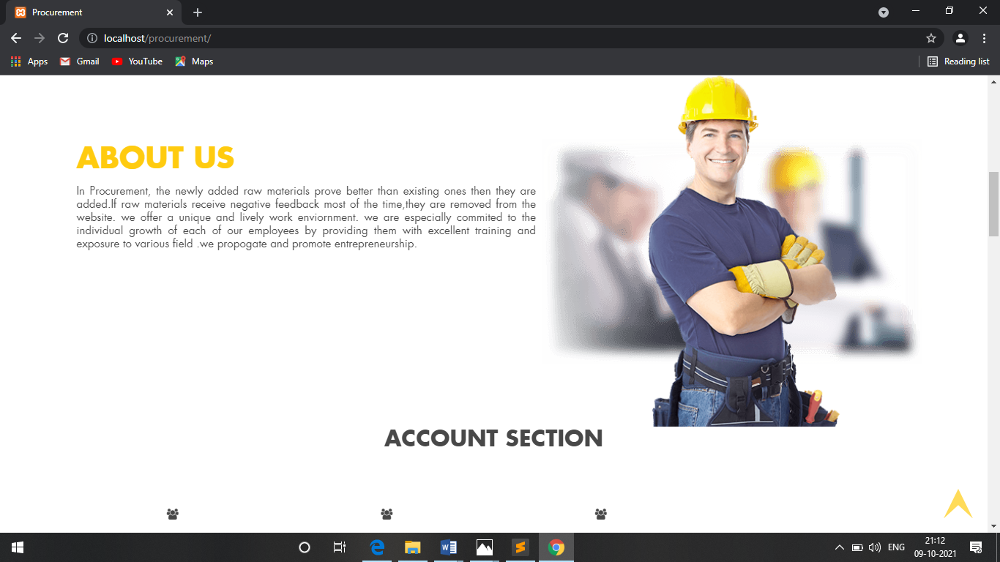 Procurement
localhost/procurement/
Apps Gmail YouTube Maps Reading list
ABOUT US
In Procurement, the newly added raw materials prove better than existing ones then they are
added.If raw materials receive negative feedback most of the time,they are removed from the
website. we offer a unique and lively work enviornment. we are especially commited to the
individual growth of each of our employees by providing them with excellent training and
exposure to various field .we propogate and promote entrepreneurship.
ACCOUNT SECTION
ENG
21:12
09-10-2021